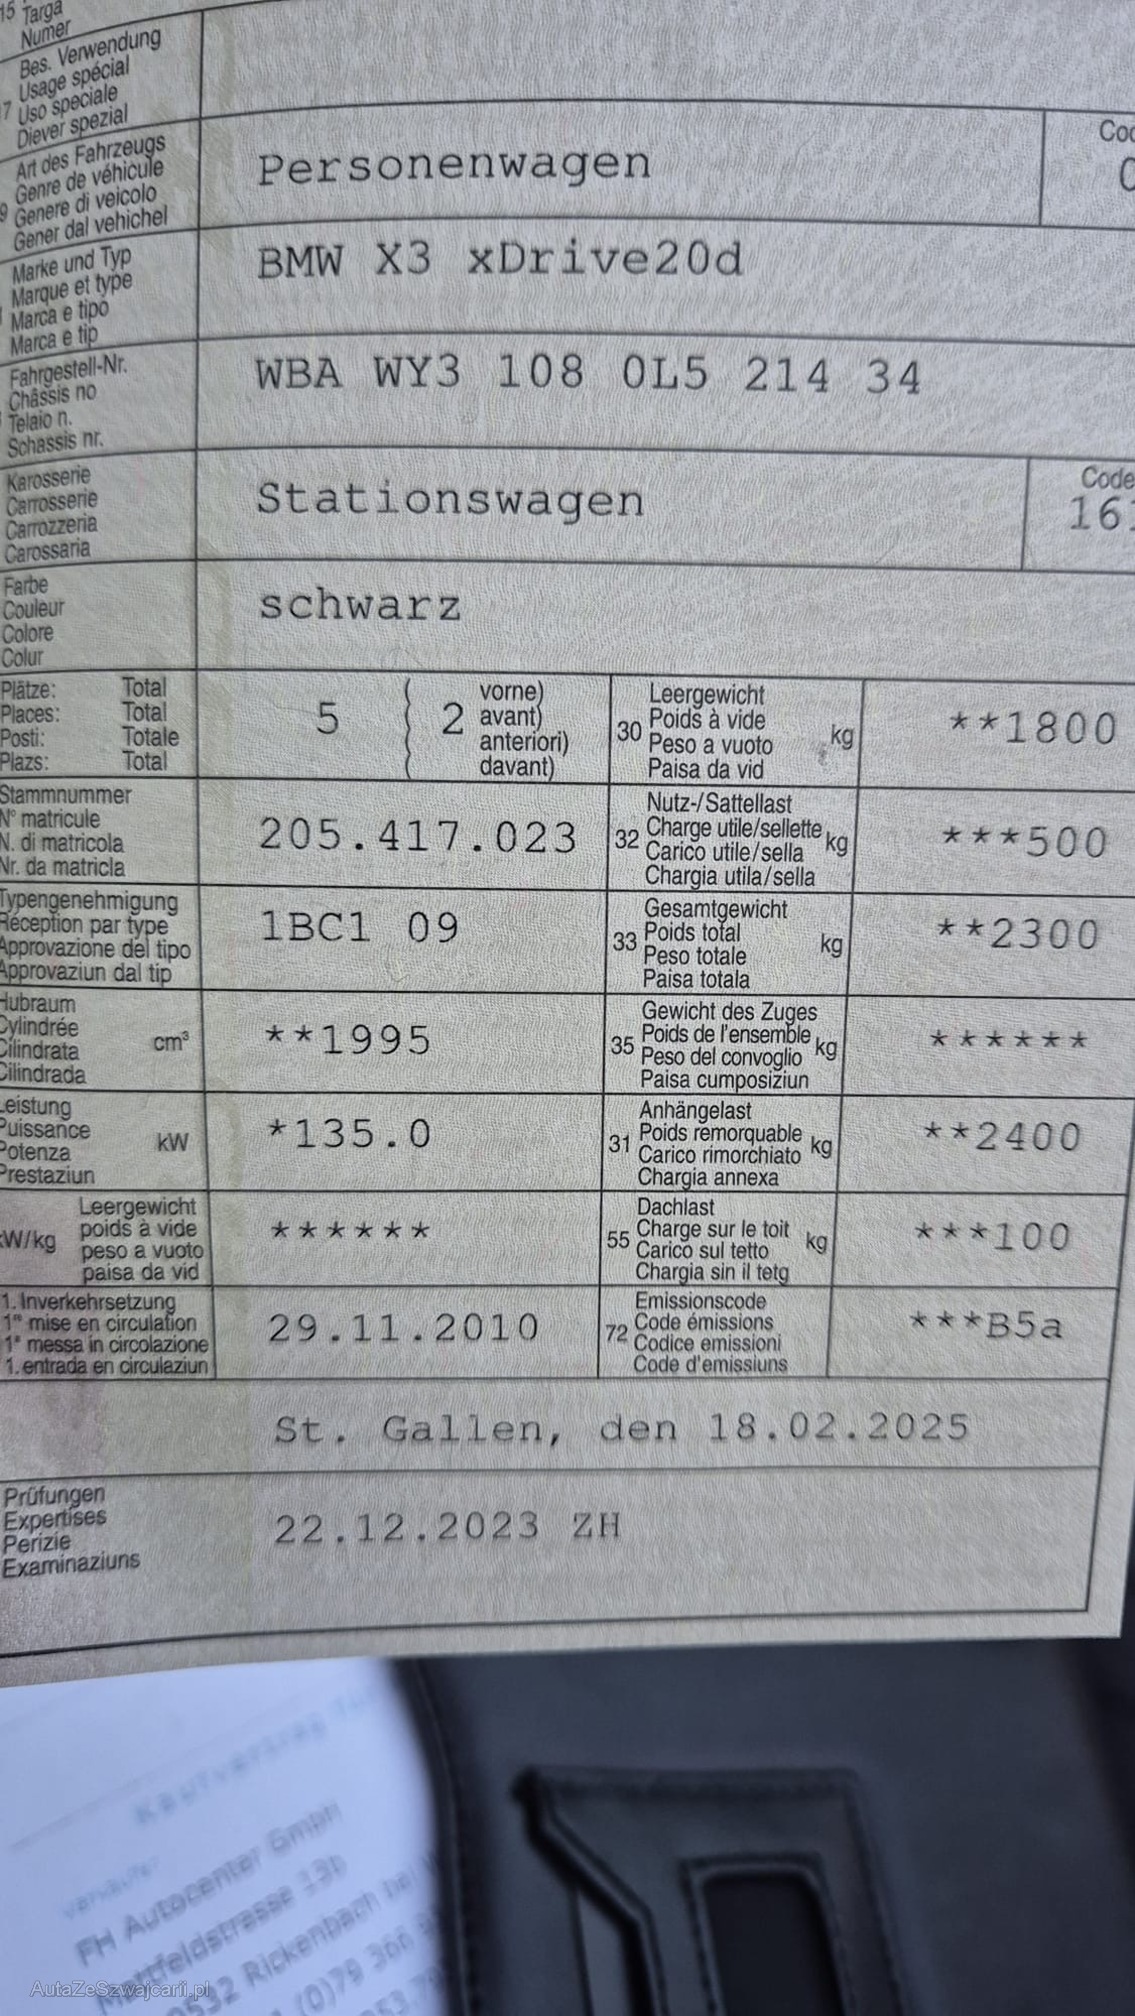 15 Targa
Numer
Bes. Verwendung
Usage spécial
7 Uso speciale
Diever spezial
Art des Fahrzeugs
Genre de véhicule
9 Genere di veicolo
Gener dal vehichel
Personenwagen
Marke und Typ
Marque et type
Marca e tipo
Marca e tip
BMW X3 xDrive20d
Fahrgestell-Nr.
Châssis no
Telaio n.
Schassis nr.
WBA WY3 108 0L5 214 34
Karosserie
Carrosserie
Carrozzeria
Carossaria
Stationswagen
Code
Farbe
Couleur
Colore
Colur
schwarz
Plätze: Total
Places: Total
Posti: Totale
Plazs: Total
5 2
vorne)
avant)
anteriori)
davant)
30 Leergewicht
Poids à vide
Peso a vuoto
Paisa da vid
kg
**1800
Stammnummer
N° matricule
N. di matricola
Nr. da matricla
205.417.023
32 Nutz-/Sattellast
Charge utile/sellette
Carico utile/sella
Chargia utila/sella
kg
***500
Typengenehmigung
Réception par type
Approvazione del tipo
Approvaziun dal tip
1BC1 09
33 Gesamtgewicht
Poids total
Peso totale
Paisa totala
kg
**2300
Hubraum
Cylindrée
Cilindrata
Cilindrada
cm³
**1995
35 Gewicht des Zuges
Poids de l'ensemble
Peso del convoglio
Paisa cumposiziun
kg
******
Leistung
Puissance
Potenza
Prestaziun
kW
*135.0
31 Anhängelast
Poids remorquable
Carico rimorchiato
Chargia annexa
kg
**2400
kW/kg
Leergewicht
poids à vide
peso a vuoto
paisa da vid
******
55 Dachlast
Charge sur le toit
Carico sul tetto
Chargia sin il tetg
kg
***100
1. Inverkehrsetzung
1re mise en circulation
1a messa in circolazione
1. entrada en circulaziun
29.11.2010
72 Emissionscode
Code émissions
Codice emissioni
Code d'emissiuns
***B5a
St. Gallen, den 18.02.2025
Prüfungen
Expertises
Perizie
Examinaziuns
22.12.2023 ZH
Kaufvertrag
FH Autocenter GmbH
Rickenbach bei
AutaZeSzwajcarii.pl